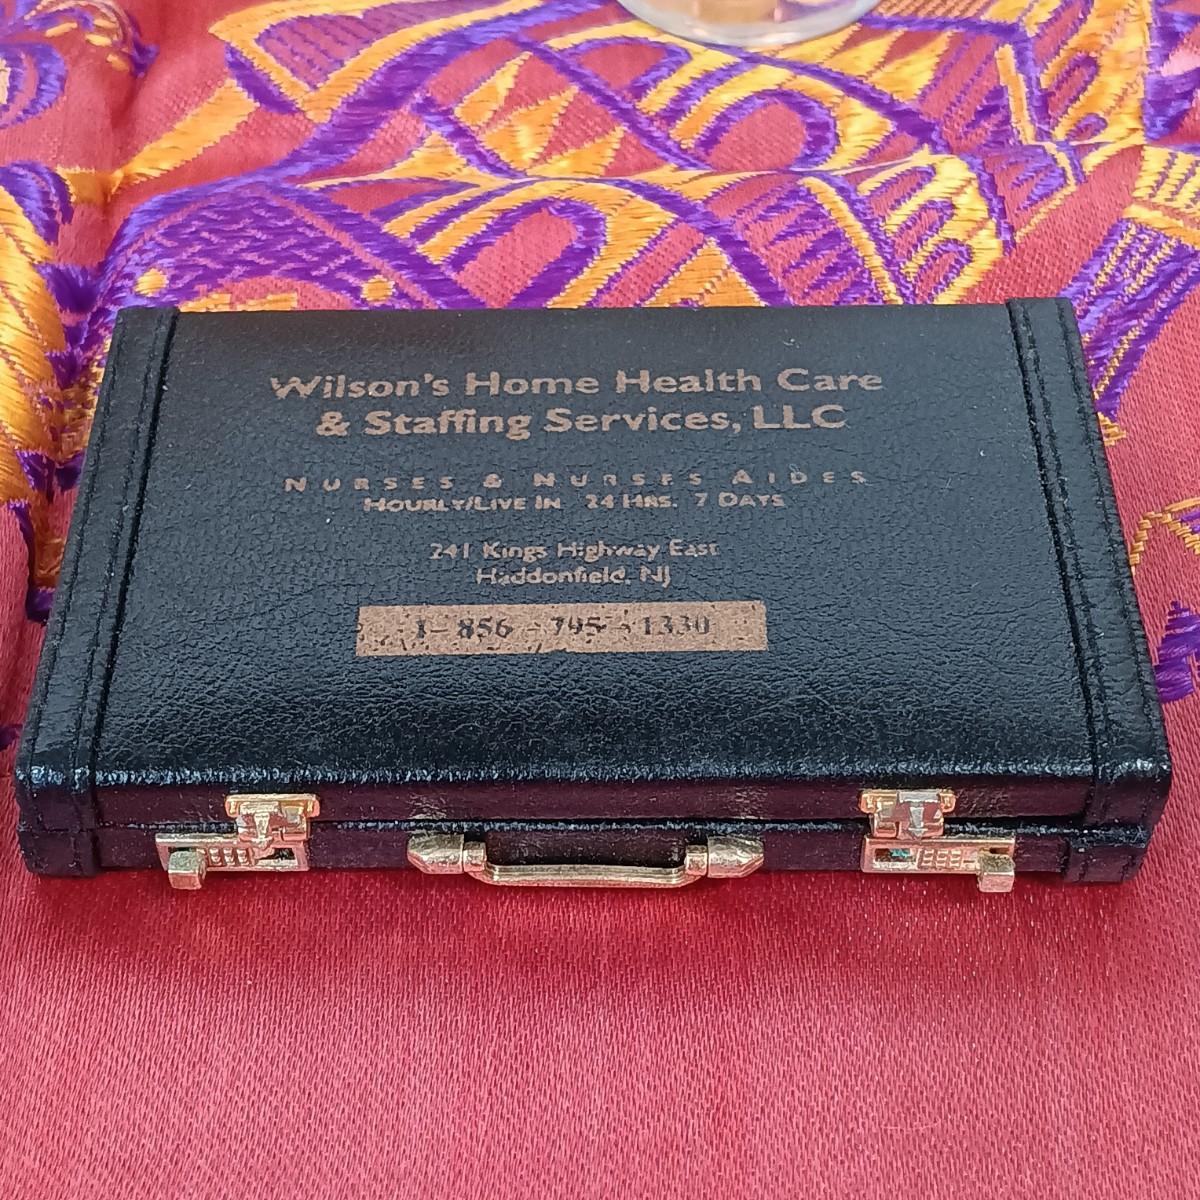 Wilson's Home Health Care
& Staffing Services, LLC
NURSES & NURSES AIDES
HOURLY/LIVE IN 24 HRS. 7 DAYS
241 Kings Highway East
Haddonfield, NJ
1-856-795-1330